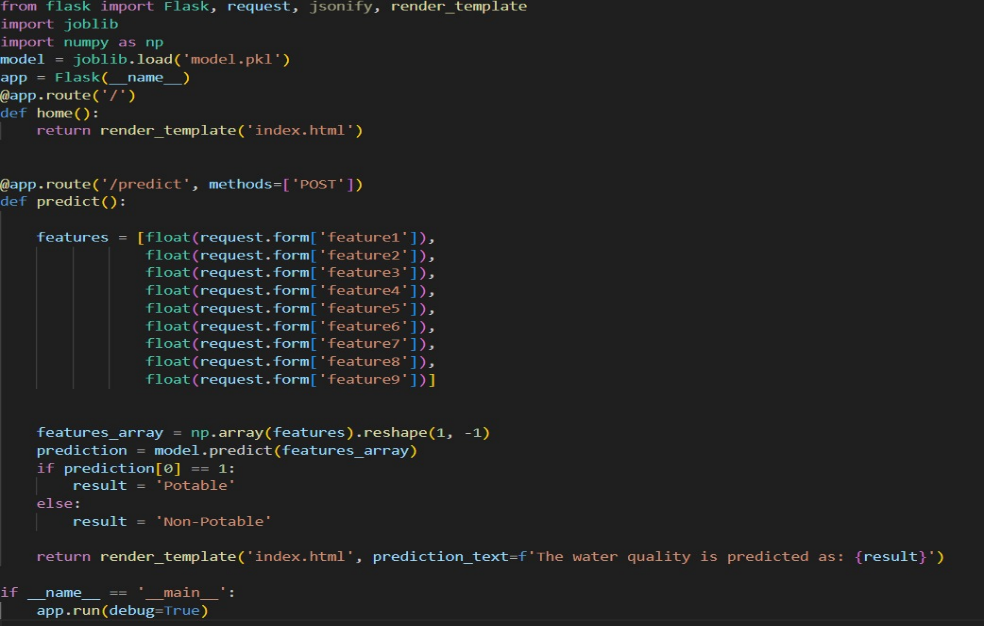 from flask import Flask, request, jsonify, render_template
import joblib
import numpy as np
model = joblib.load('model.pkl')
app = Flask(__name__)
@app.route('/')
def home():
    return render_template('index.html')
@app.route('/predict', methods=['POST'])
def predict():
    features = [float(request.form['feature1']),
                float(request.form['feature2']),
                float(request.form['feature3']),
                float(request.form['feature4']),
                float(request.form['feature5']),
                float(request.form['feature6']),
                float(request.form['feature7']),
                float(request.form['feature8']),
                float(request.form['feature9'])]
    features_array = np.array(features).reshape(1, -1)
    prediction = model.predict(features_array)
    if prediction[0] == 1:
        result = 'Potable'
    else:
        result = 'Non-Potable'
    return render_template('index.html', prediction_text=f'The water quality is predicted as: {result}')
if __name__ == '__main__':
    app.run(debug=True)